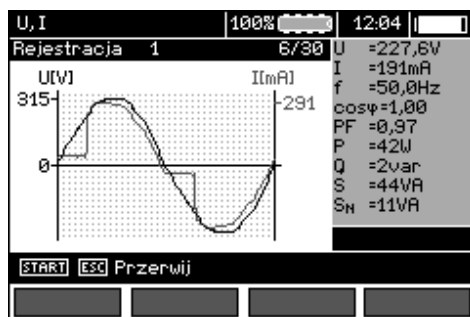 U,I 100% 12:04
Rejestracja 1 6/30
U[V] I[mA]
315 291
0
U =227,6V
I =191mA
f =50,0Hz
cosφ=1,00
PF =0,97
P =42W
Q =2var
S =44VA
SN =11VA
START ESC Przerwij